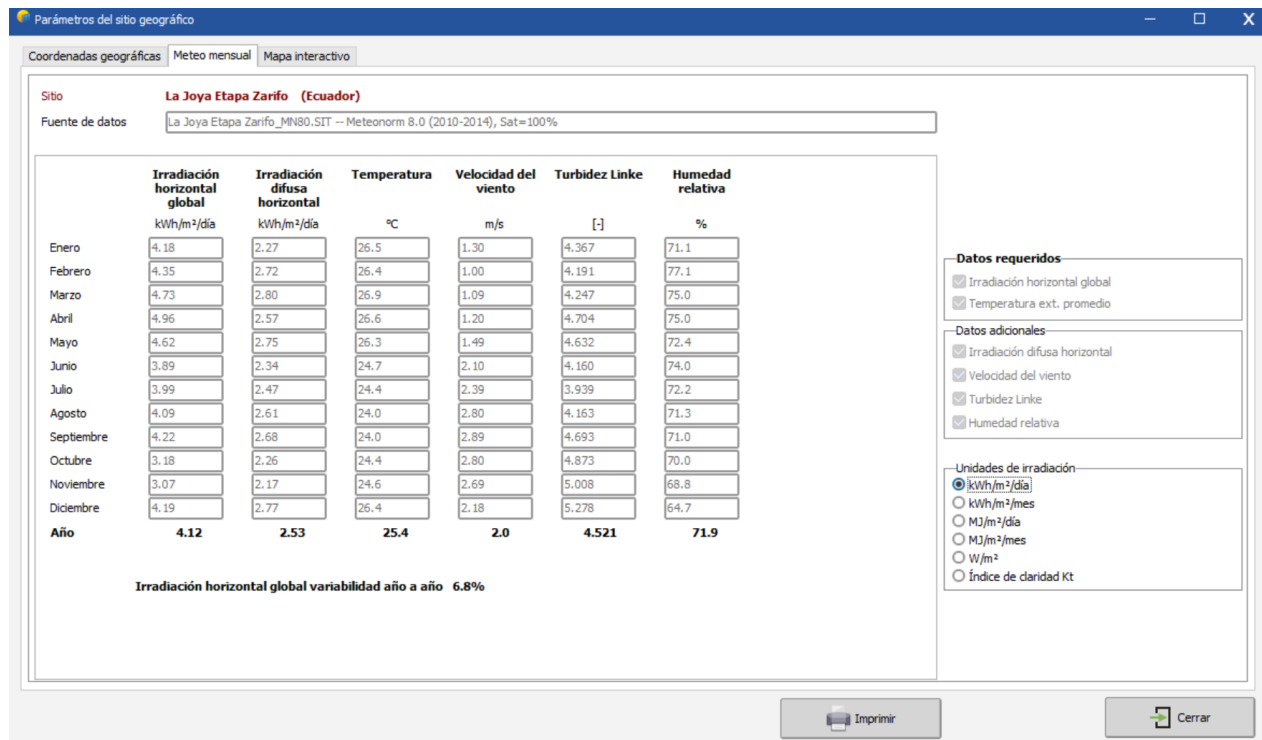 Parámetros del sitio geográfico
Coordenadas geográficas Meteo mensual Mapa interactivo
Sitio La Joya Etapa Zarifo (Ecuador)
Fuente de datos La Joya Etapa Zarifo_MN80.SIT -- Meteonorm 8.0 (2010-2014), Sat=100%
Irradiación horizontal global Irradiación difusa horizontal Temperatura Velocidad del viento Turbidez Linke Humedad relativa
kWh/m²/día kWh/m²/día ºC m/s [-] %
Enero 4.18 2.27 26.5 1.30 4.367 71.1
Febrero 4.35 2.72 26.4 1.00 4.191 77.1
Marzo 4.73 2.80 26.9 1.09 4.247 75.0
Abril 4.96 2.57 26.6 1.20 4.704 75.0
Mayo 4.62 2.75 26.3 1.49 4.632 72.4
Junio 3.89 2.34 24.7 2.10 4.160 74.0
Julio 3.99 2.47 24.4 2.39 3.939 72.2
Agosto 4.09 2.61 24.0 2.80 4.163 71.3
Septiembre 4.22 2.68 24.0 2.89 4.693 71.0
Octubre 3.18 2.26 24.4 2.80 4.873 70.0
Noviembre 3.07 2.17 24.6 2.69 5.008 68.8
Diciembre 4.19 2.77 26.4 2.18 5.278 64.7
Año 4.12 2.53 25.4 2.0 4.521 71.9
Irradiación horizontal global variabilidad año a año 6.8%
Datos requeridos
Irradiación horizontal global
Temperatura ext. promedio
Datos adicionales
Irradiación difusa horizontal
Velocidad del viento
Turbidez Linke
Humedad relativa
Unidades de irradiación
kWh/m²/día
kWh/m²/mes
MJ/m²/día
MJ/m²/mes
W/m²
Índice de claridad Kt
Imprimir Cerrar